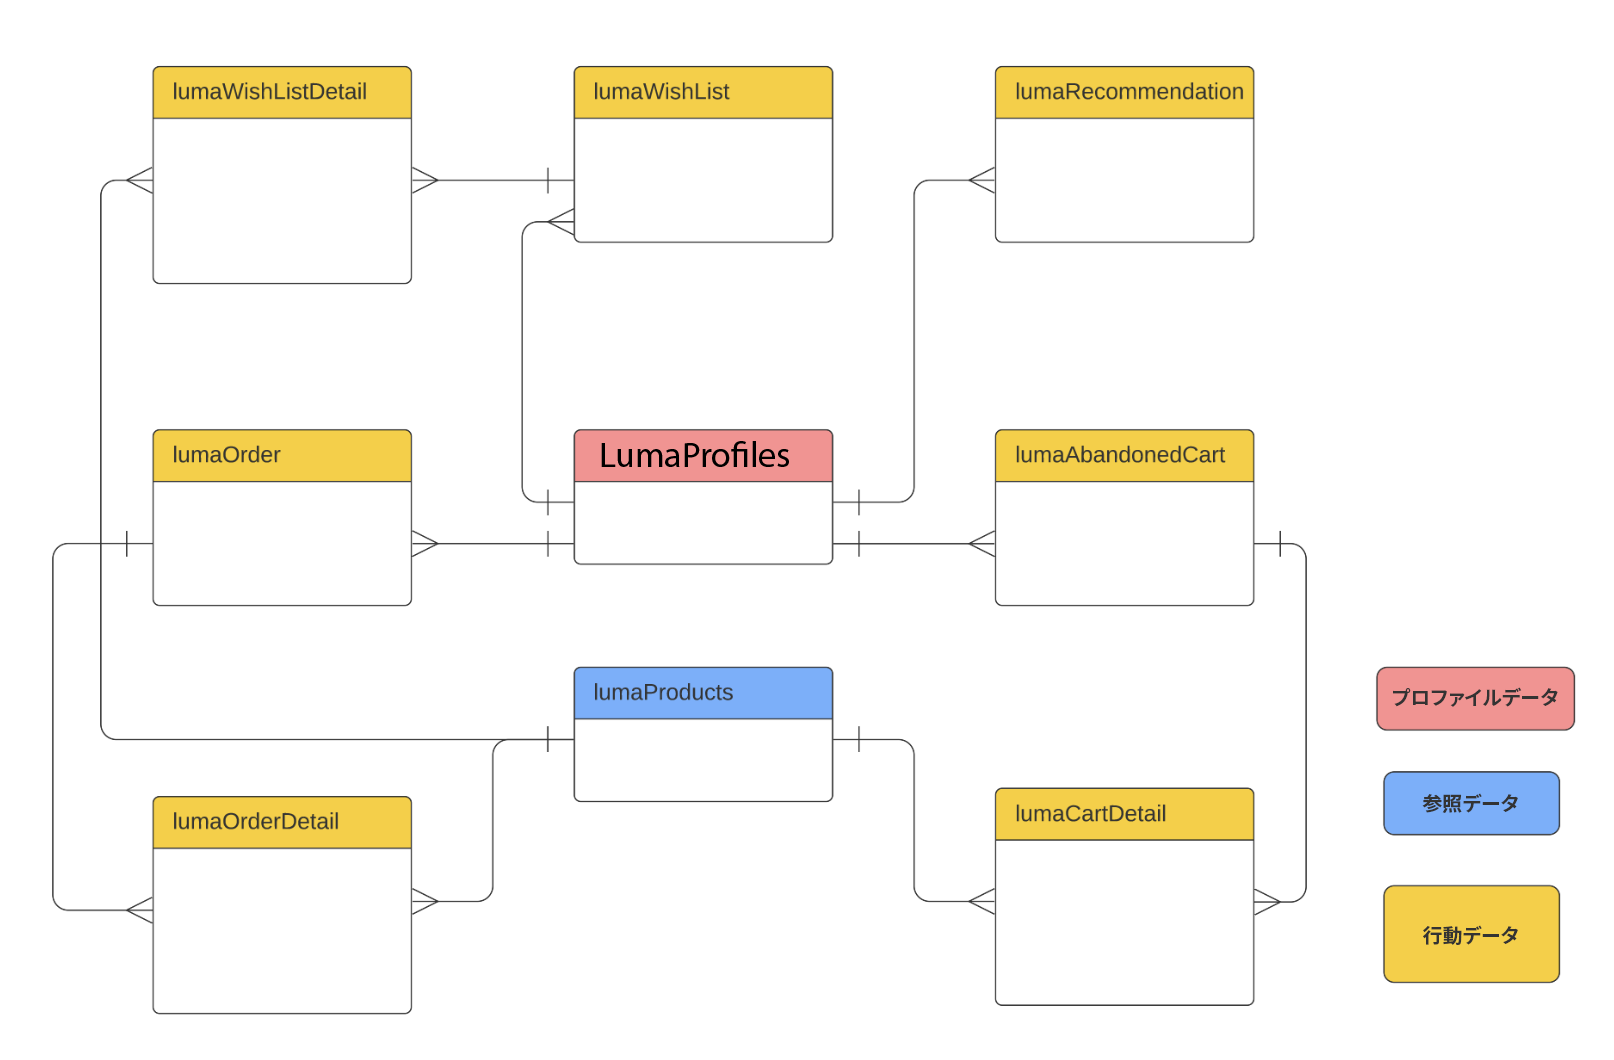 lumaWishListDetail
lumaWishList
lumaRecommendation
lumaOrder
LumaProfiles
lumaAbandonedCart
lumaProducts
プロファイルデータ
参照データ
lumaOrderDetail
lumaCartDetail
行動データ